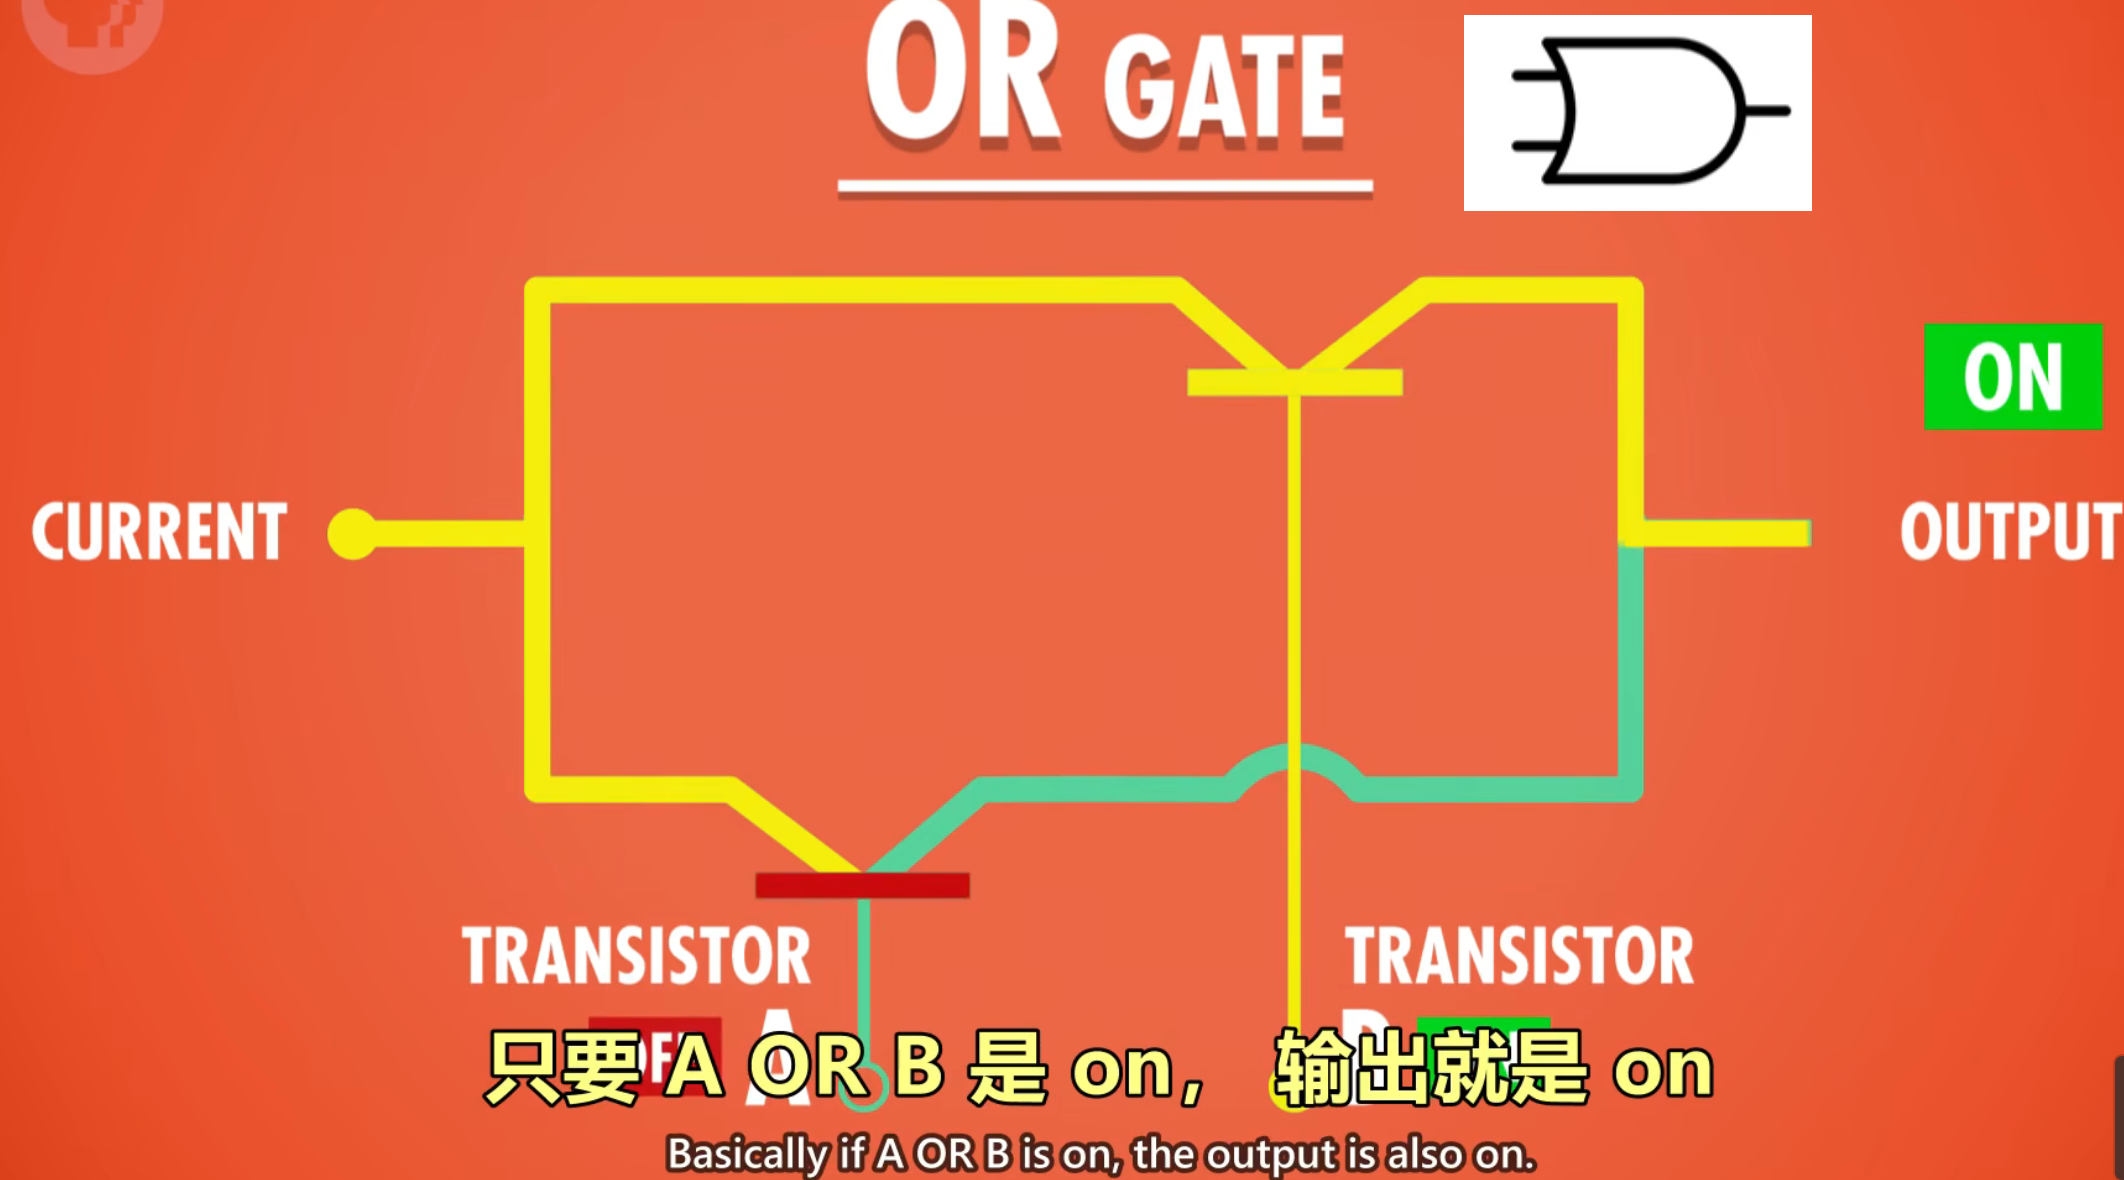 OR GATE
ON
CURRENT
OUTPUT
TRANSISTOR
A
TRANSISTOR
只要 A OR B 是 on， 输出就是 on
Basically if A OR B is on, the output is also on.